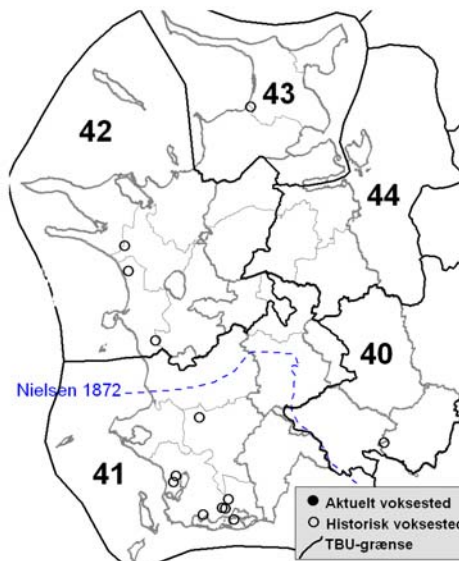 43
42
44
40
Nielsen 1872
41
Aktuelt voksested
Historisk voksested
TBU-grænse